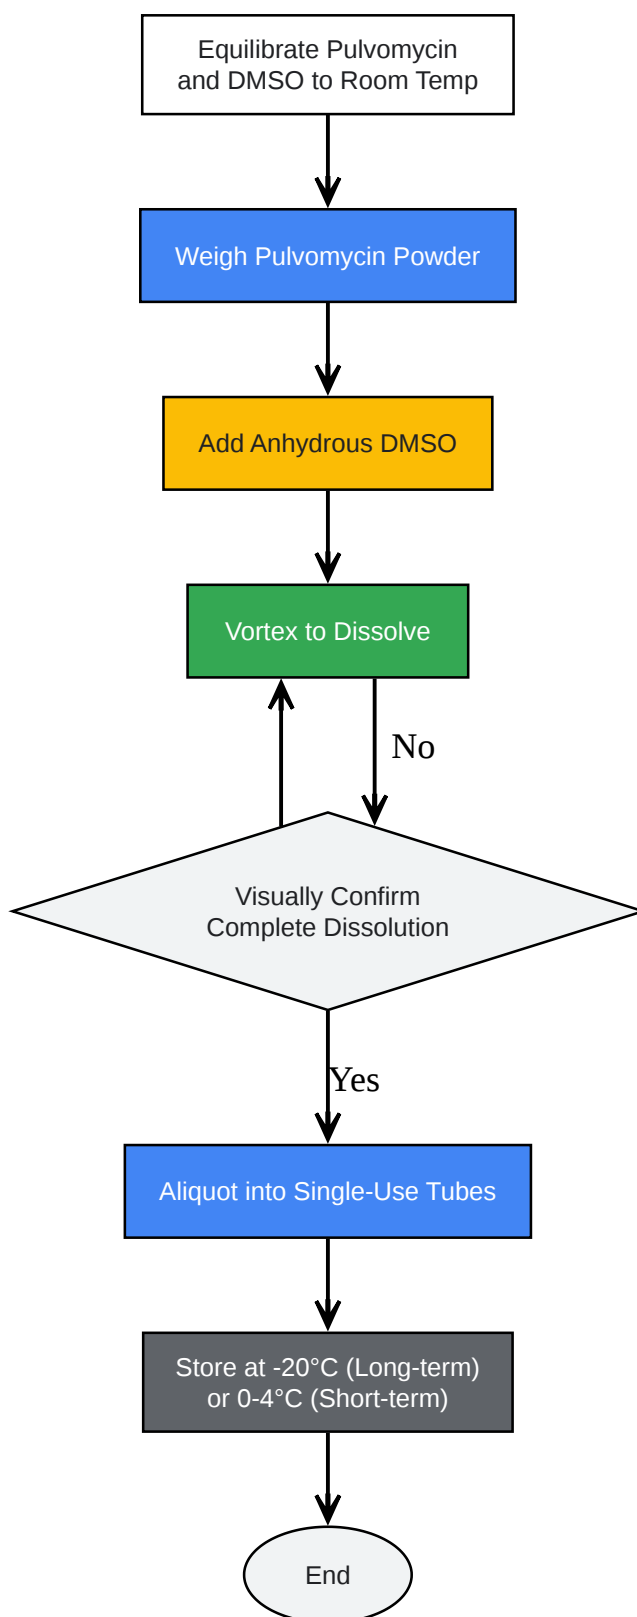 Equilibrate Pulvomycin
and DMSO to Room Temp
Weigh Pulvomycin Powder
Add Anhydrous DMSO
Vortex to Dissolve
No
Visually Confirm
Complete Dissolution
Yes
Aliquot into Single-Use Tubes
Store at -20°C (Long-term)
or 0-4°C (Short-term)
End